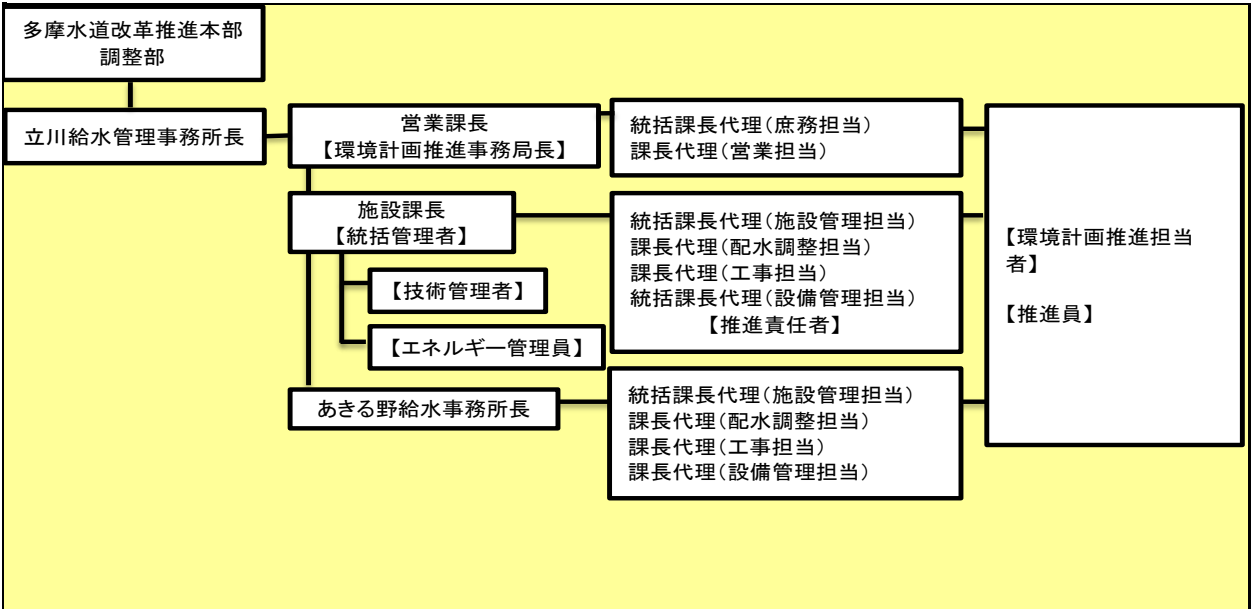 多摩水道改革推進本部
調整部
立川給水管理事務所長
営業課長
【環境計画推進事務局長】
統括課長代理(庶務担当)
課長代理(営業担当)
施設課長
【統括管理者】
【技術管理者】
【エネルギー管理員】
統括課長代理(施設管理担当)
課長代理(配水調整担当)
課長代理(工事担当)
統括課長代理(設備管理担当)
【推進責任者】
あきる野給水事務所長
統括課長代理(施設管理担当)
課長代理(配水調整担当)
課長代理(工事担当)
課長代理(設備管理担当)
【環境計画推進担当
者】
【推進員】